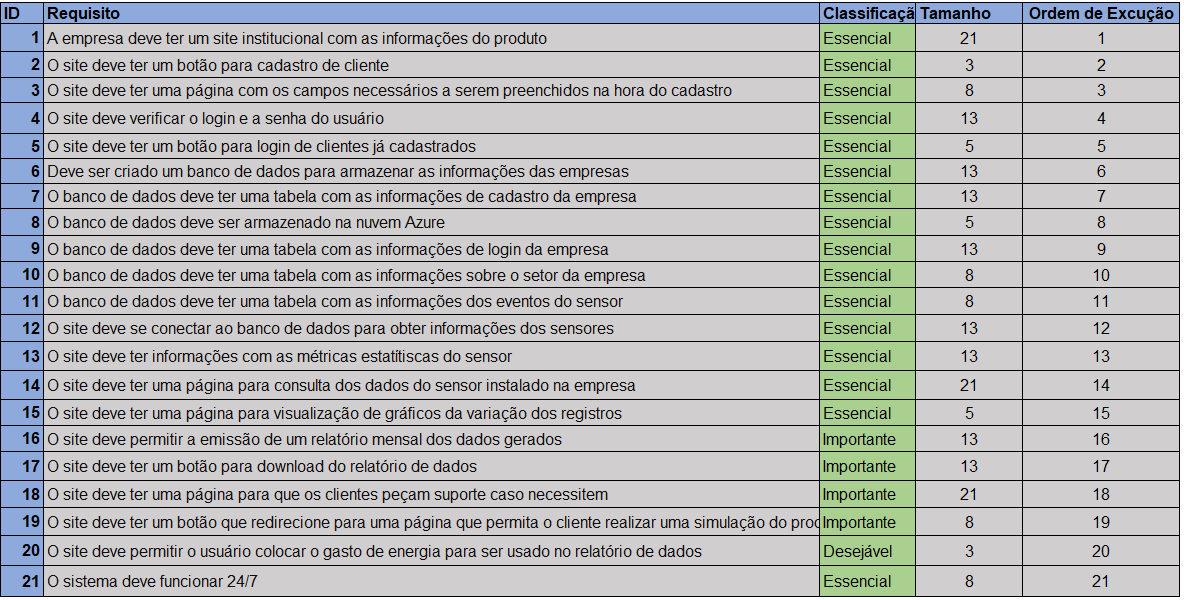 ID Requisito Classificaçã Tamanho Ordem de Excução
1 A empresa deve ter um site institucional com as informações do produto Essencial 21 1
2 O site deve ter um botão para cadastro de cliente Essencial 3 2
3 O site deve ter uma página com os campos necessários a serem preenchidos na hora do cadastro Essencial 8 3
4 O site deve verificar o login e a senha do usuário Essencial 13 4
5 O site deve ter um botão para login de clientes já cadastrados Essencial 5 5
6 Deve ser criado um banco de dados para armazenar as informações das empresas Essencial 13 6
7 O banco de dados deve ter uma tabela com as informações de cadastro da empresa Essencial 13 7
8 O banco de dados deve ser armazenado na nuvem Azure Essencial 5 8
9 O banco de dados deve ter uma tabela com as informações de login da empresa Essencial 13 9
10 O banco de dados deve ter uma tabela com as informações sobre o setor da empresa Essencial 8 10
11 O banco de dados deve ter uma tabela com as informações dos eventos do sensor Essencial 8 11
12 O site deve se conectar ao banco de dados para obter informações dos sensores Essencial 13 12
13 O site deve ter informações com as métricas estatítiscas do sensor Essencial 13 13
14 O site deve ter uma página para consulta dos dados do sensor instalado na empresa Essencial 21 14
15 O site deve ter uma página para visualização de gráficos da variação dos registros Essencial 5 15
16 O site deve permitir a emissão de um relatório mensal dos dados gerados Importante 13 16
17 O site deve ter um botão para download do relatório de dados Importante 13 17
18 O site deve ter uma página para que os clientes peçam suporte caso necessitem Importante 21 18
19 O site deve ter um botão que redirecione para uma página que permita o cliente realizar uma simulação do proc Importante 8 19
20 O site deve permitir o usuário colocar o gasto de energia para ser usado no relatório de dados Desejável 3 20
21 O sistema deve funcionar 24/7 Essencial 8 21